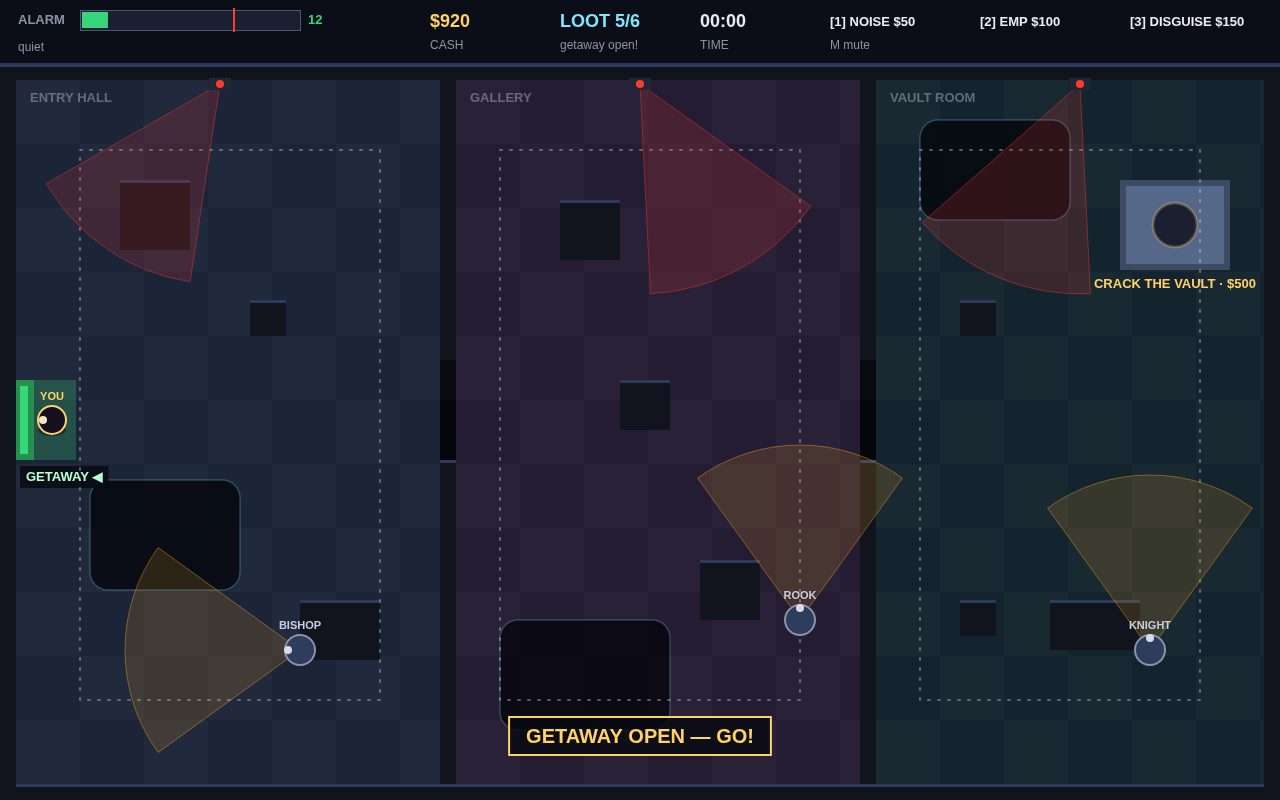 ALARM 12
quiet
$920
CASH
LOOT 5/6
getaway open!
00:00
TIME
[1] NOISE $50
M mute
[2] EMP $100
[3] DISGUISE $150
ENTRY HALL
GALLERY
VAULT ROOM
CRACK THE VAULT · $500
YOU
GETAWAY ◀
BISHOP
ROOK
KNIGHT
GETAWAY OPEN — GO!